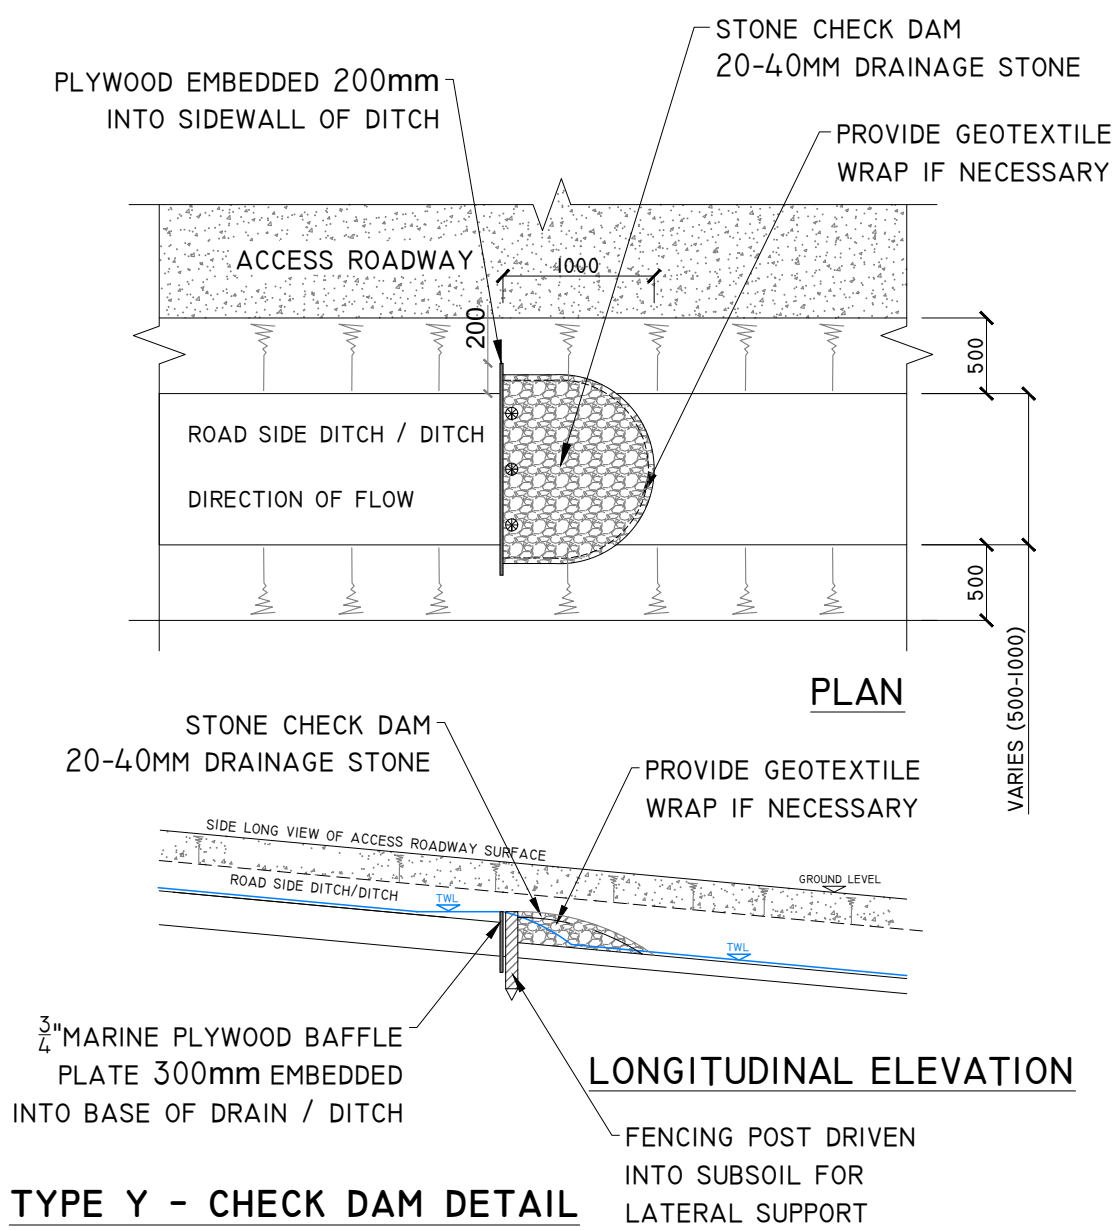 STONE CHECK DAM
20-40MM DRAINAGE STONE
PLYWOOD EMBEDDED 200mm
INTO SIDEWALL OF DITCH
PROVIDE GEOTEXTILE
WRAP IF NECESSARY
ACCESS ROADWAY
1000
200
500
ROAD SIDE DITCH / DITCH
DIRECTION OF FLOW
500
VARIES (500-1000)
PLAN
STONE CHECK DAM
20-40MM DRAINAGE STONE
PROVIDE GEOTEXTILE
WRAP IF NECESSARY
SIDE LONG VIEW OF ACCESS ROADWAY SURFACE
GROUND LEVEL
ROAD SIDE DITCH/DITCH
TWL
TWL
3/4"MARINE PLYWOOD BAFFLE
PLATE 300mm EMBEDDED
INTO BASE OF DRAIN / DITCH
LONGITUDINAL ELEVATION
FENCING POST DRIVEN
INTO SUBSOIL FOR
LATERAL SUPPORT
TYPE Y - CHECK DAM DETAIL